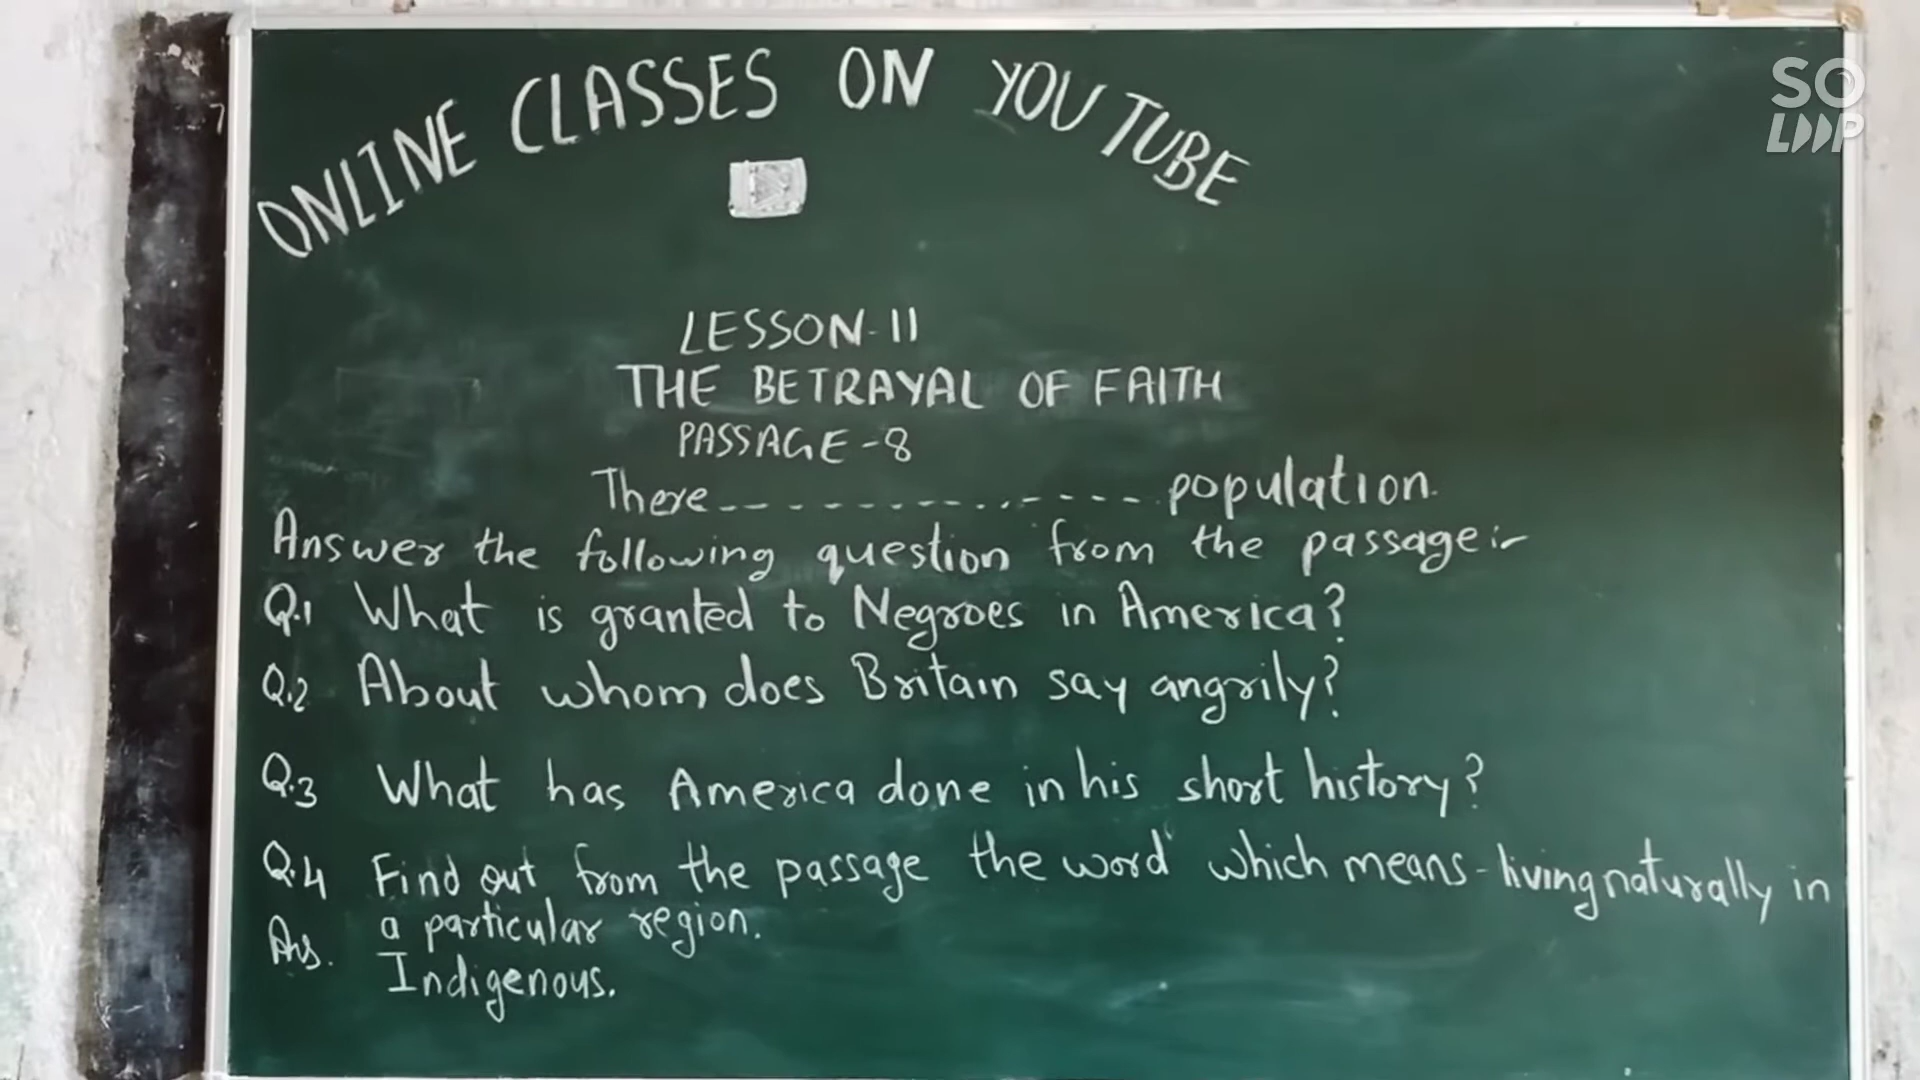 ONLINE CLASSES ON YOU TUBE
SOLOOP
LESSON-11
THE BETRAYAL OF FAITH
PASSAGE-8
There-------------- population.
Answer the following question from the passage:-
Q.1 What is granted to Negroes in America?
Q.2 About whom does Britain say angrily?
Q.3 What has America done in his short history?
Q.4 Find out from the passage the word which means - living naturally in
a particular region.
Ans. Indigenous.